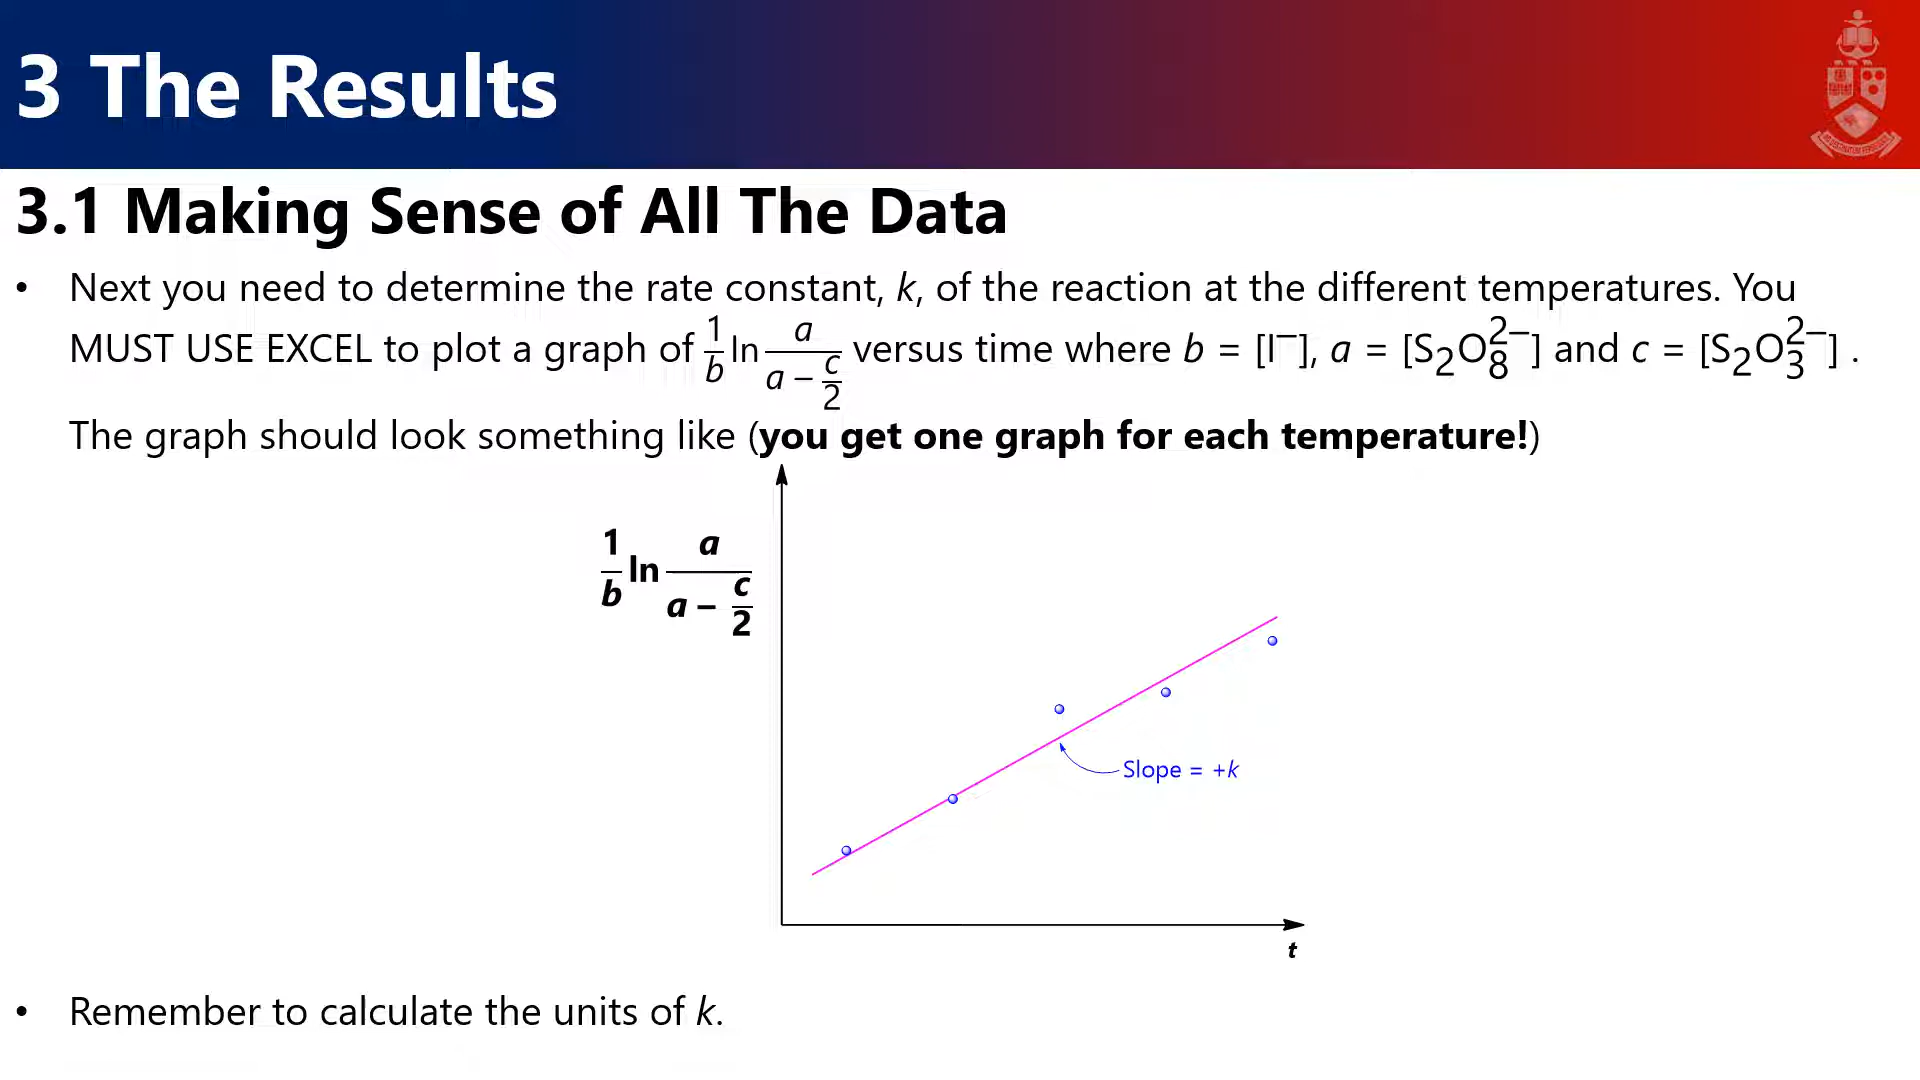 3 The Results
3.1 Making Sense of All The Data
• Next you need to determine the rate constant, k, of the reaction at the different temperatures. You
MUST USE EXCEL to plot a graph of 1/b ln a/(a – c/2) versus time where b = [I⁻], a = [S₂O₈²⁻] and c = [S₂O₃²⁻] .
The graph should look something like (you get one graph for each temperature!)
1/b ln a/(a – c/2)
Slope = +k
t
• Remember to calculate the units of k.